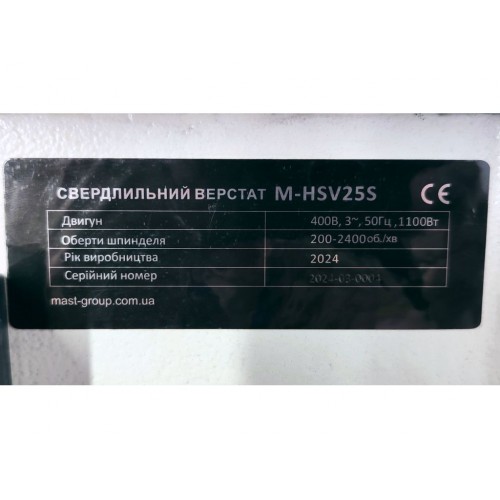 СВЕРДЛИЛЬНИЙ ВЕРСТАТ M-HSV25S CE
Двигун 400В, 3~, 50Гц ,1100Вт
Оберти шпинделя 200-2400об./хв
Рік виробництва 2024
Серійний номер
mast-group.com.ua